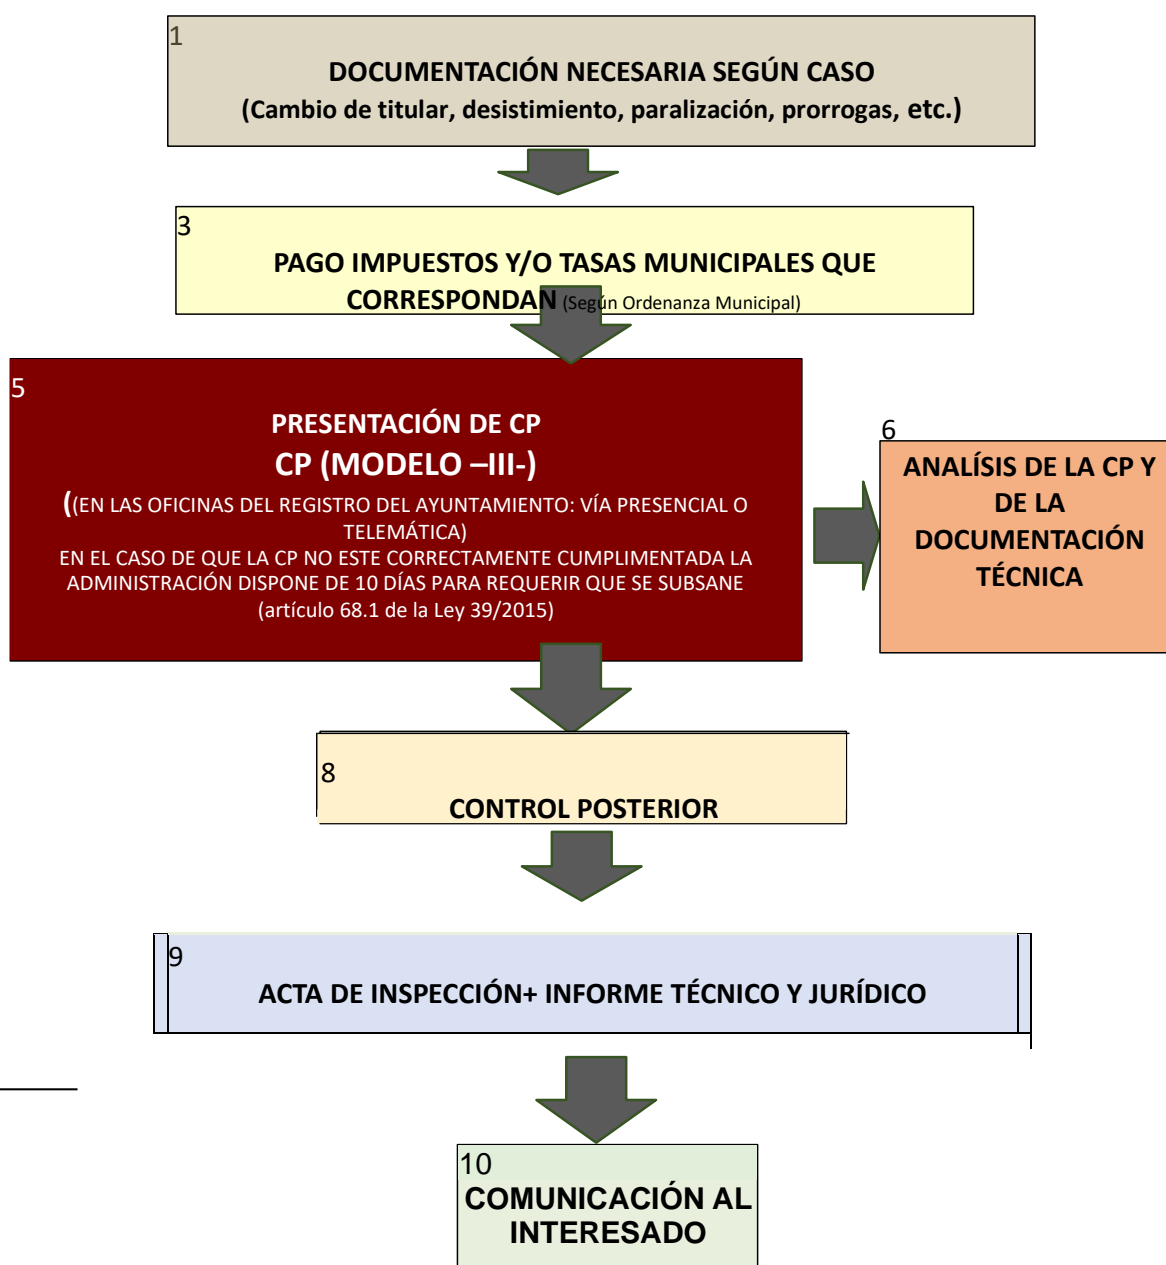 1
DOCUMENTACIÓN NECESARIA SEGÚN CASO
(Cambio de titular, desistimiento, paralización, prorrogas, etc.)
3
PAGO IMPUESTOS Y/O TASAS MUNICIPALES QUE
CORRESPONDAN (Según Ordenanza Municipal)
5
PRESENTACIÓN DE CP
CP (MODELO –III-)
((EN LAS OFICINAS DEL REGISTRO DEL AYUNTAMIENTO: VÍA PRESENCIAL O
TELEMÁTICA)
EN EL CASO DE QUE LA CP NO ESTE CORRECTAMENTE CUMPLIMENTADA LA
ADMINISTRACIÓN DISPONE DE 10 DÍAS PARA REQUERIR QUE SE SUBSANE
(artículo 68.1 de la Ley 39/2015)
6
ANALÍSIS DE LA CP Y
DE LA
DOCUMENTACIÓN
TÉCNICA
8
CONTROL POSTERIOR
9
ACTA DE INSPECCIÓN+ INFORME TÉCNICO Y JURÍDICO
10
COMUNICACIÓN AL
INTERESADO